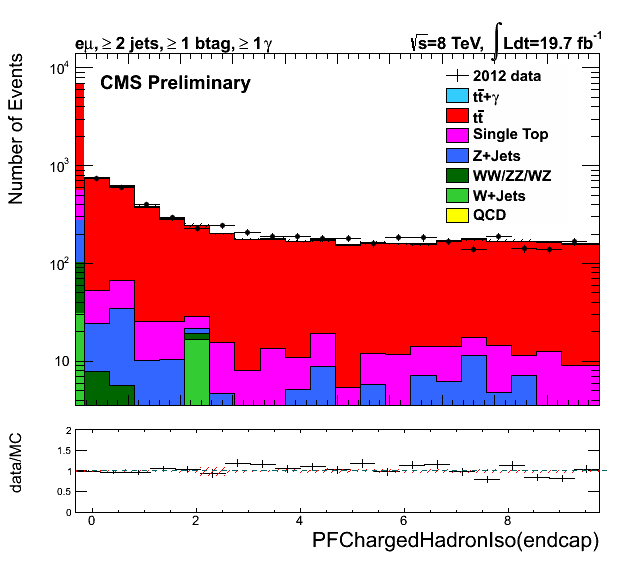 eμ, ≥ 2 jets, ≥ 1 btag, ≥ 1 γ
√s=8 TeV, ∫Ldt=19.7 fb⁻¹
CMS Preliminary
Number of Events
10⁴
10³
10²
10
2012 data
tt̄+γ
tt̄
Single Top
Z+Jets
WW/ZZ/WZ
W+Jets
QCD
data/MC
2
1.5
1
0.5
0
0 2 4 6 8
PFChargedHadronIso(endcap)